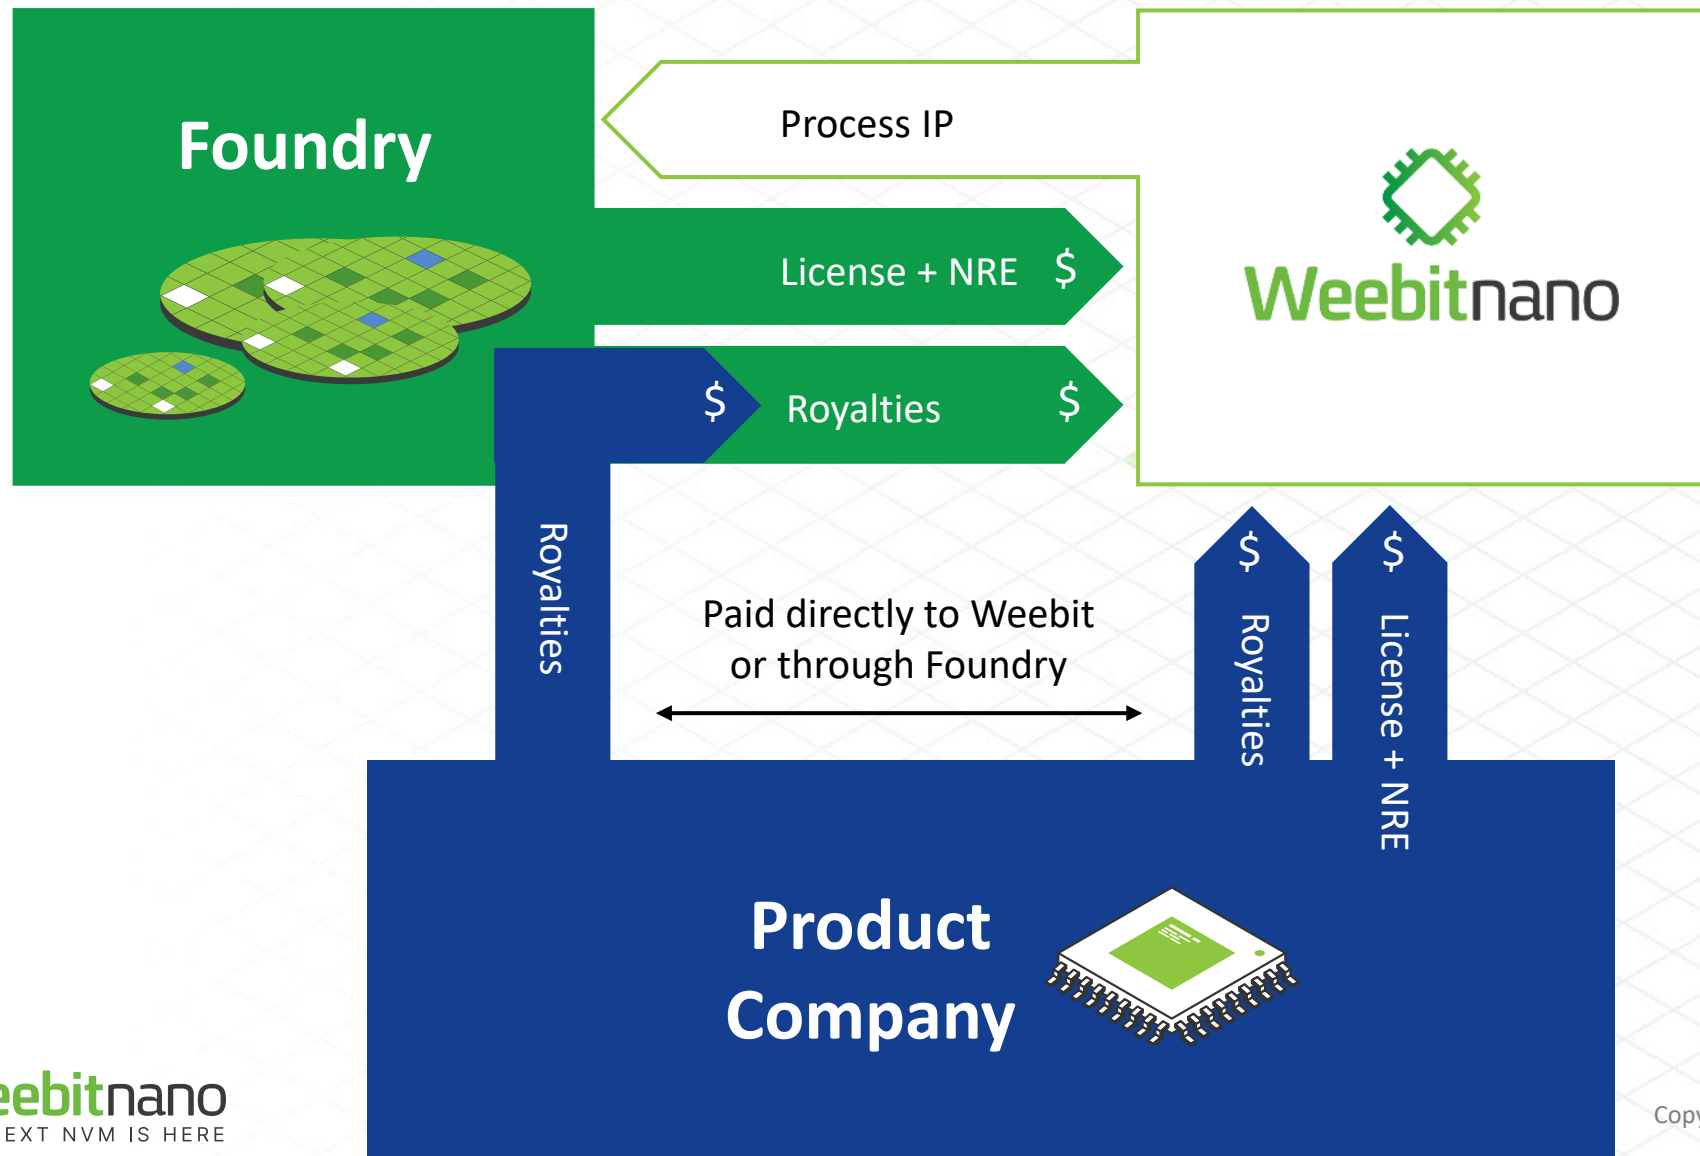 Foundry
Process IP
License + NRE $
$ Royalties $
Weebitnano
Royalties
Paid directly to Weebit
or through Foundry
$ Royalties
$ License + NRE
Product
Company
eebitnano
EXT NVM IS HERE
Copy